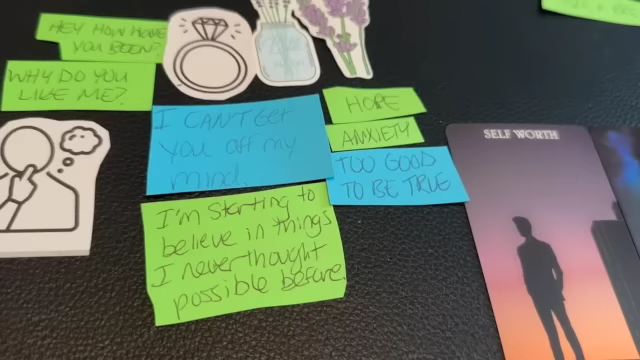 HEY HOW HAVE
YOU BEEN?
WHY DO YOU
LIKE ME?
I CAN'T GET
YOU off my
mind
HOPE
ANXIETY
TOO GOOD
TO BE TRUE
I'm starting to
believe in things
I never thought
possible before.
SELF WORTH